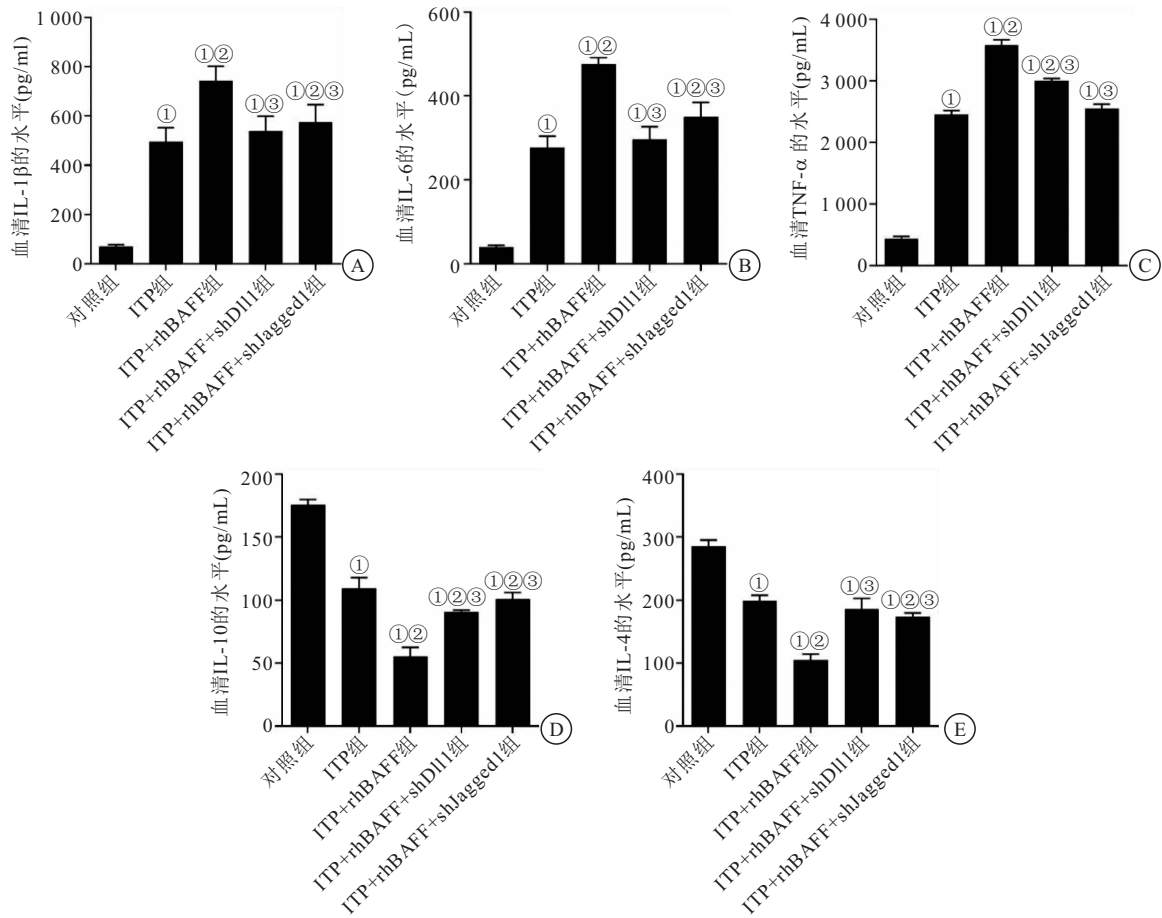 血清IL-1β的水平(pg/ml)
1 000
800
600
400
200
0
①
①②
①③
①②③
对照组
ITP组
ITP+rhBAFF组
ITP+rhBAFF+shDll1组
ITP+rhBAFF+shJagged1组
A
血清IL-6的水平(pg/mL)
600
400
200
0
①
①②
①③
①②③
对照组
ITP组
ITP+rhBAFF组
ITP+rhBAFF+shDll1组
ITP+rhBAFF+shJagged1组
B
血清TNF-α 的水平(pg/mL)
4 000
3 000
2 000
1 000
0
①
①②
①②③
①③
对照组
ITP组
ITP+rhBAFF组
ITP+rhBAFF+shDll1组
ITP+rhBAFF+shJagged1组
C
血清IL-10的水平(pg/mL)
200
150
100
50
0
①
①②
①②③
①②③
对照组
ITP组
ITP+rhBAFF组
ITP+rhBAFF+shDll1组
ITP+rhBAFF+shJagged1组
D
血清IL-4的水平(pg/mL)
400
300
200
100
0
①
①②
①③
①②③
对照组
ITP组
ITP+rhBAFF组
ITP+rhBAFF+shDll1组
ITP+rhBAFF+shJagged1组
E